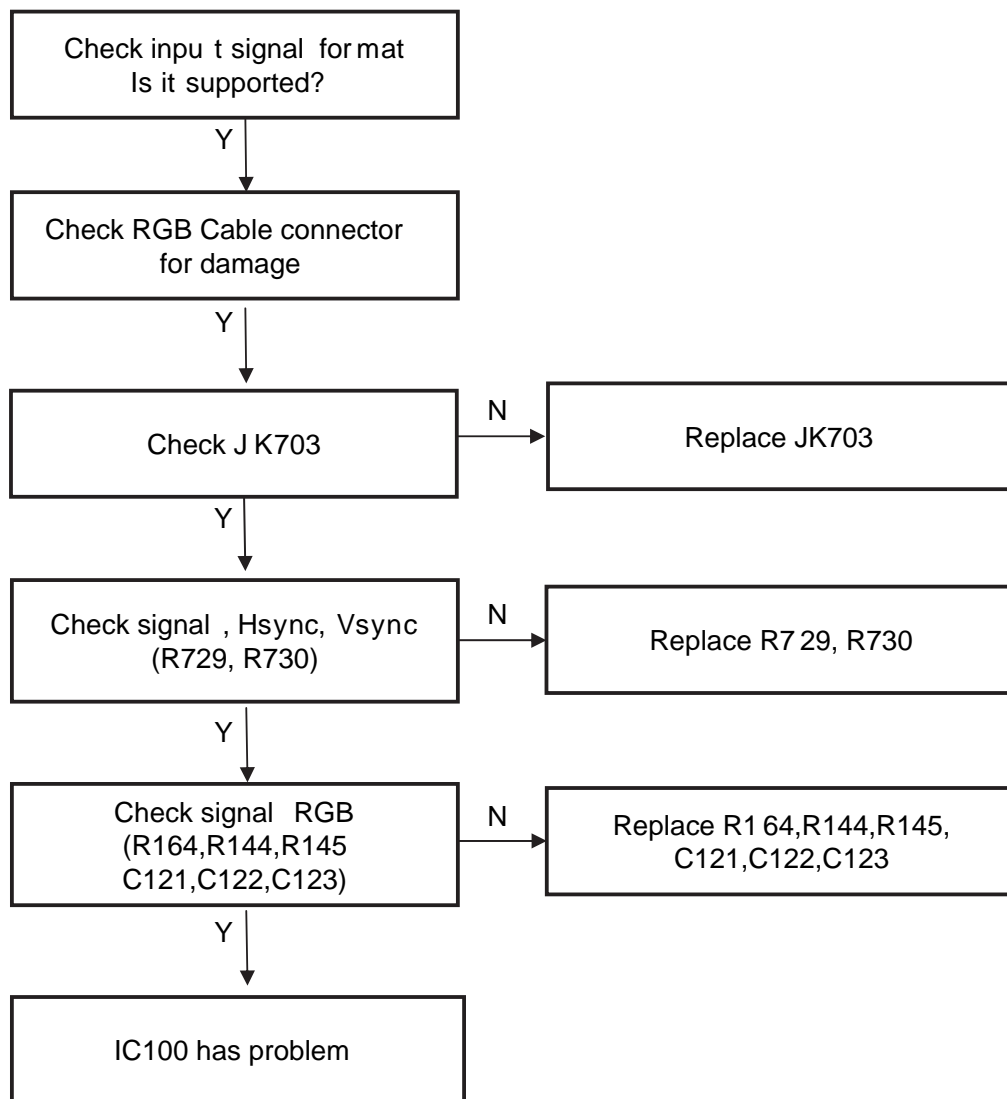 Check inpu t signal for mat
Is it supported?
Y
Check RGB Cable connector
for damage
Y
Check J K703
N
Replace JK703
Y
Check signal , Hsync, Vsync
(R729, R730)
N
Replace R7 29, R730
Y
Check signal RGB
(R164,R144,R145
C121,C122,C123)
N
Replace R1 64,R144,R145,
C121,C122,C123
Y
IC100 has problem